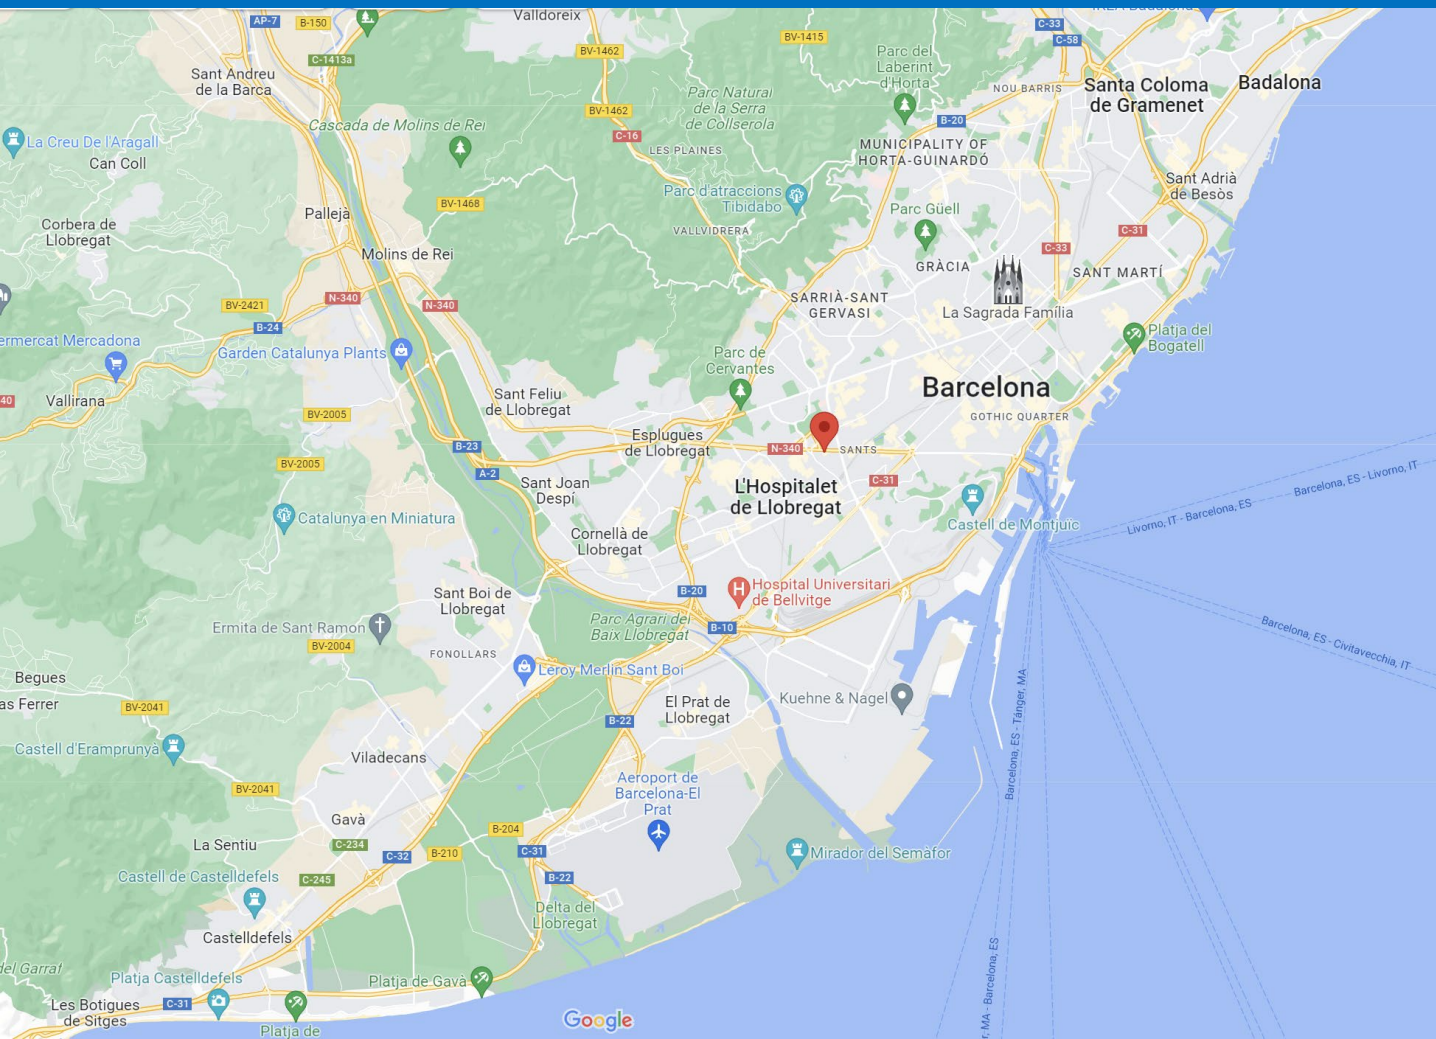 Valldoreix
AP-7
B-150
BV-1462
BV-1415
C-33
C-58
C-1413a
Sant Andreu
de la Barca
Parc del
Laberint
d'Horta
NOU BARRIS
Santa Coloma
de Gramenet
Badalona
Parc Natural
de la Serra
de Collserola
BV-1462
C-16
B-20
Cascada de Molins de Rei
La Creu De l'Aragall
Can Coll
LES PLAINES
MUNICIPALITY OF
HORTA-GUINARDÓ
Sant Adrià
de Besòs
Parc d'atraccions
Tibidabo
BV-1468
Pallejà
Parc Güell
Corbera de
Llobregat
VALLVIDRERA
C-31
C-33
Molins de Rei
GRÀCIA
SANT MARTÍ
N-340
BV-2421
N-340
SARRIÀ-SANT
GERVASI
La Sagrada Família
B-24
Platja del
Bogatell
ermercat Mercadona
Garden Catalunya Plants
Parc de
Cervantes
Barcelona
40
Vallirana
BV-2005
Sant Feliu
de Llobregat
GOTHIC QUARTER
Esplugues
de Llobregat
B-23
N-340
SANTS
BV-2005
A-2
C-31
Sant Joan
Despí
L'Hospitalet
de Llobregat
Barcelona, ES - Livorno, IT
Livorno, IT - Barcelona, ES
Catalunya en Miniatura
Castell de Montjuïc
Cornellà de
Llobregat
Sant Boi de
Llobregat
B-20
Hospital Universitari
de Bellvitge
Ermita de Sant Ramon
Parc Agrari del
Baix Llobregat
B-10
Barcelona, ES - Civitavecchia, IT
BV-2004
FONOLLARS
Leroy Merlin Sant Boi
Begues
as Ferrer
BV-2041
El Prat de
Llobregat
Kuehne & Nagel
B-22
Barcelona, ES - Tánger, MA
Castell d'Eramprunyà
Viladecans
Aeroport de
Barcelona-El
Prat
BV-2041
Gavà
B-204
La Sentiu
C-234
C-32
B-210
C-31
Mirador del Semàfor
Castell de Castelldefels
C-245
B-22
Delta del
Llobregat
Castelldefels
del Garraf
Platja Castelldefels
Platja de Gavà
Les Botigues
de Sitges
C-31
Platja de
Google
r, MA - Barcelona, ES